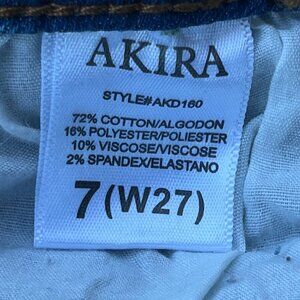 AKIRA
STYLE#AKD160
72% COTTON/ALGODON
16% POLYESTER/POLIESTER
10% VISCOSE/VISCOSE
2% SPANDEX/ELASTANO
7 (W27)